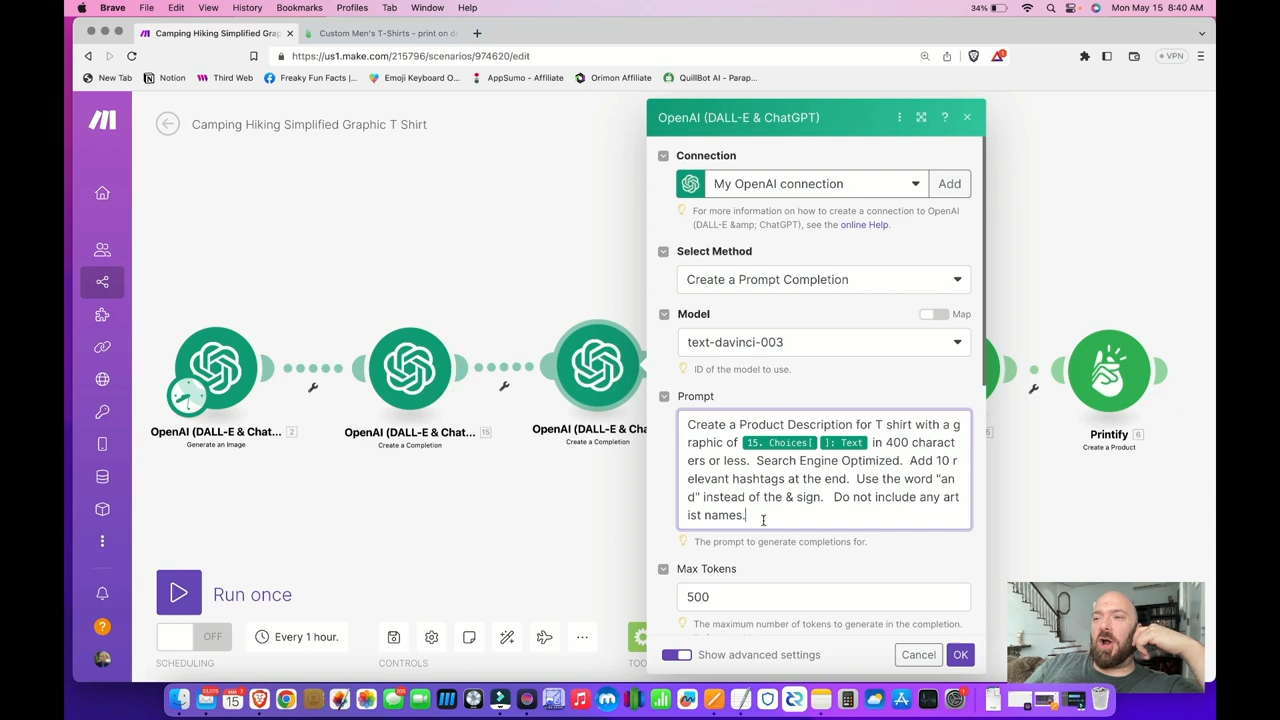 Brave File Edit View History Bookmarks Profiles Tab Window Help 34% Mon May 15 8:40 AM
Camping Hiking Simplified Grap
Custom Men's T-Shirts - print on d
https://us1.make.com/215796/scenarios/974620/edit
VPN
New Tab Notion Third Web Freaky Fun Facts |... Emoji Keyboard O... AppSumo - Affiliate Orimon Affiliate QuillBot AI - Parap...
Camping Hiking Simplified Graphic T Shirt
OpenAI (DALL-E & ChatGPT)
Connection
My OpenAI connection
Add
For more information on how to create a connection to OpenAI
(DALL-E &amp; ChatGPT), see the online Help.
Select Method
Create a Prompt Completion
Model
Map
text-davinci-003
ID of the model to use.
Prompt
Create a Product Description for T shirt with a g
raphic of 15. Choices[ ]: Text in 400 charact
ers or less.  Search Engine Optimized.  Add 10 r
elevant hashtags at the end.  Use the word "an
d" instead of the & sign.   Do not include any art
ist names.
The prompt to generate completions for.
Max Tokens
500
The maximum number of tokens to generate in the completion.
Show advanced settings
Cancel
OK
OpenAI (DALL-E & Chat... 2
Generate an Image
OpenAI (DALL-E & Chat... 15
Create a Completion
OpenAI (DALL-E & Cha
Create a Completion
Printify 6
Create a Product
Run once
OFF
Every 1 hour.
SCHEDULING
CONTROLS
TOO